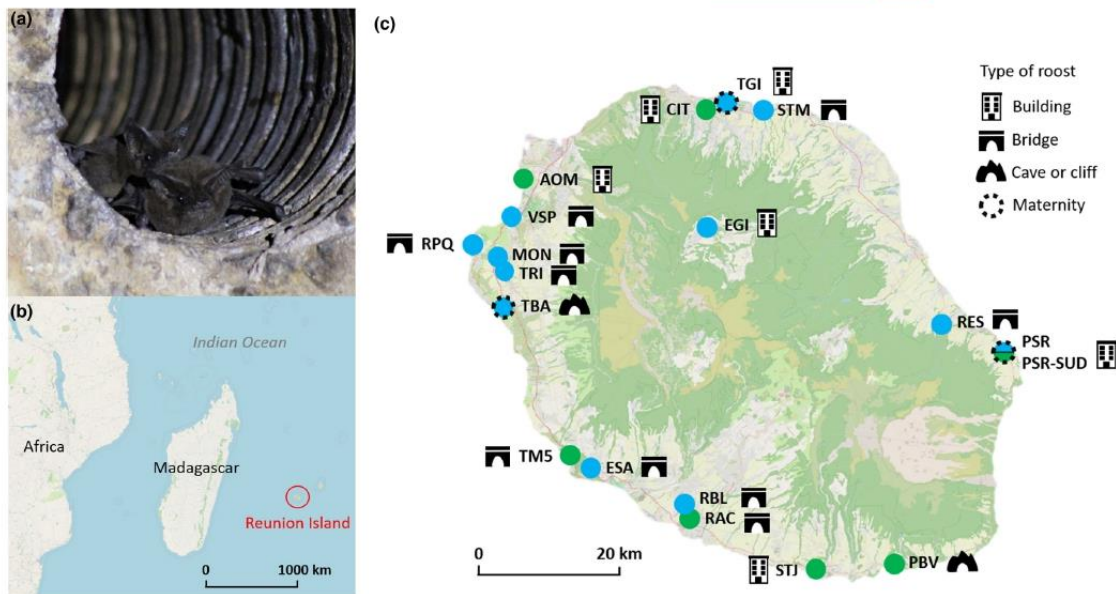 (a)
(b)
Indian Ocean
Africa
Madagascar
Reunion Island
0 1000 km
(c)
Type of roost
Building
Bridge
Cave or cliff
Maternity
TGI
CIT
STM
AOM
VSP
EGI
RPQ
MON
TRI
TBA
RES
PSR
PSR-SUD
TM5
ESA
RBL
RAC
STJ
PBV
0 20 km